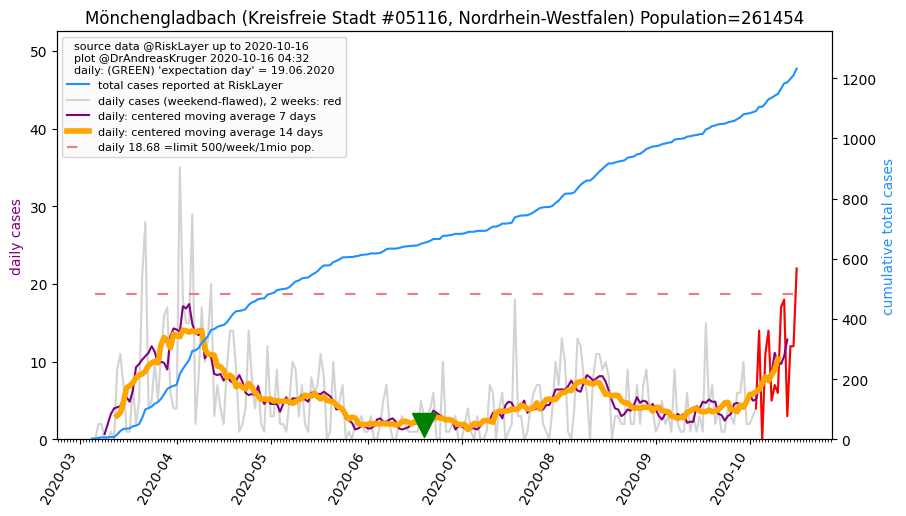 Mönchengladbach (Kreisfreie Stadt #05116, Nordrhein-Westfalen) Population=261454
source data @RiskLayer up to 2020-10-16
plot @DrAndreasKruger 2020-10-16 04:32
daily: (GREEN) 'expectation day' = 19.06.2020
total cases reported at RiskLayer
daily cases (weekend-flawed), 2 weeks: red
daily: centered moving average 7 days
daily: centered moving average 14 days
daily 18.68 =limit 500/week/1mio pop.
daily cases
50
40
30
20
10
0
cumulative total cases
1200
1000
800
600
400
200
0
2020-03
2020-04
2020-05
2020-06
2020-07
2020-08
2020-09
2020-10